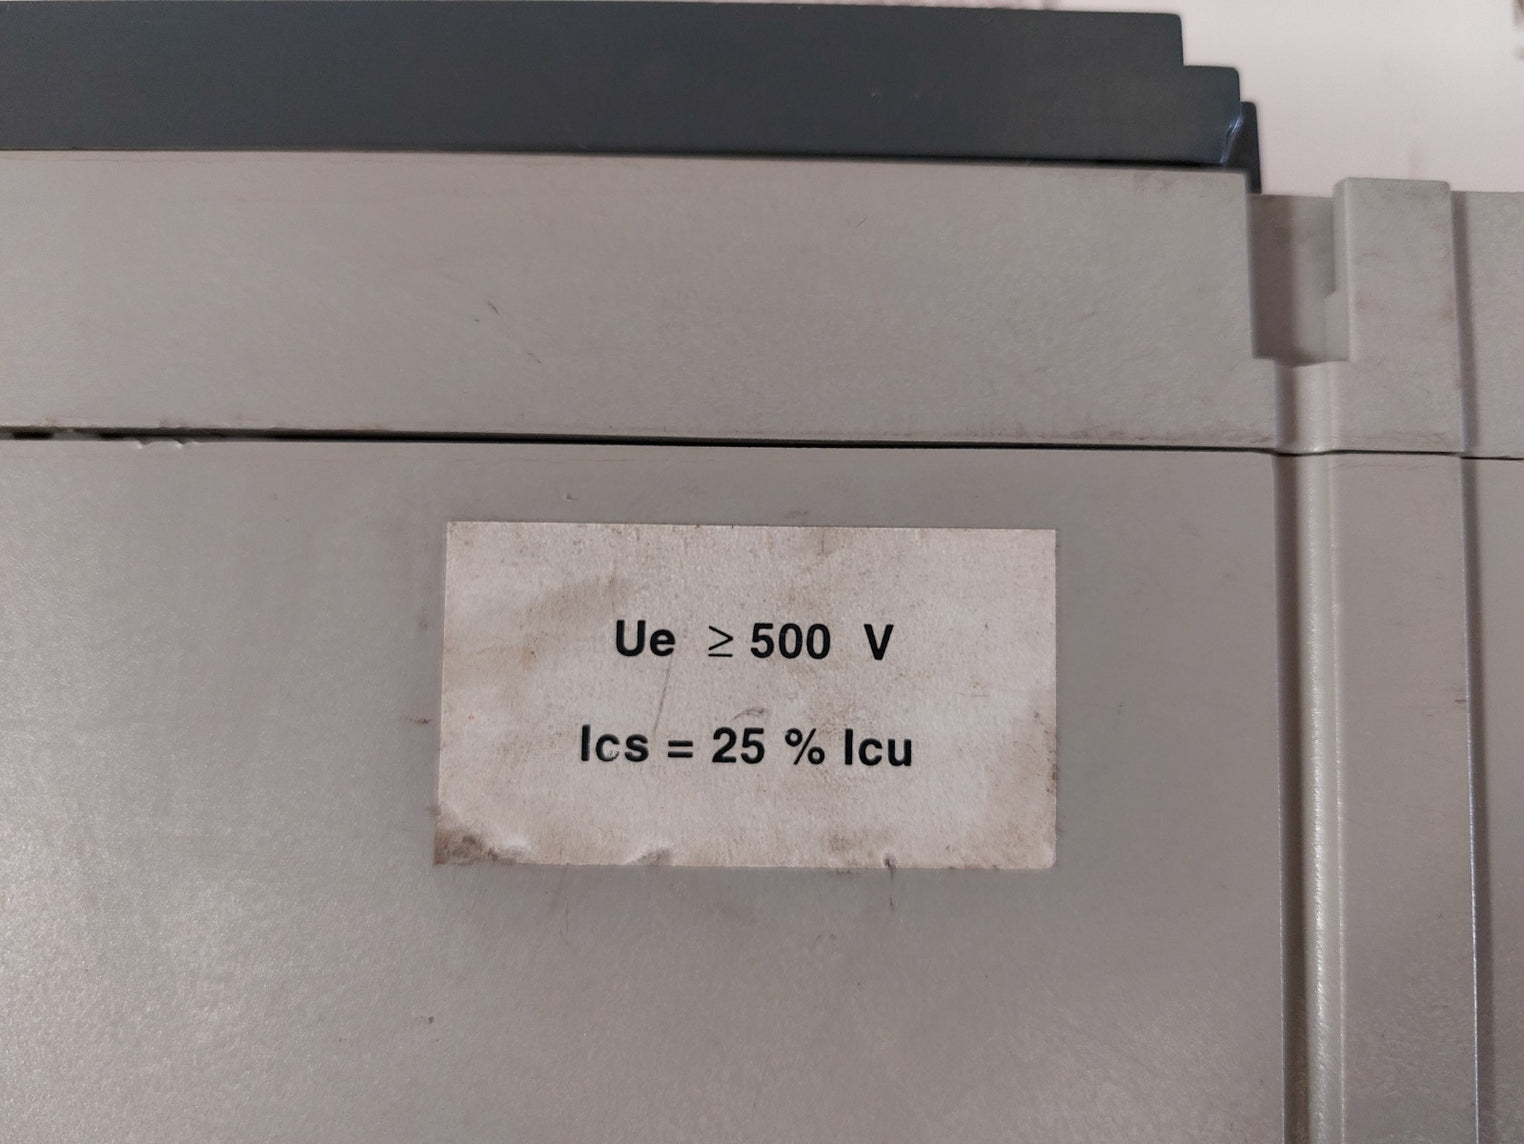 Ue ≥ 500 V
Ics = 25 % Icu